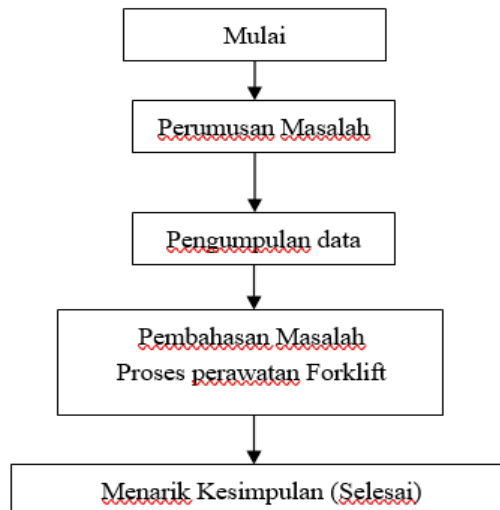 Mulai
Perumusan Masalah
Pengumpulan data
Pembahasan Masalah
Proses perawatan Forklift
Menarik Kesimpulan (Selesai)